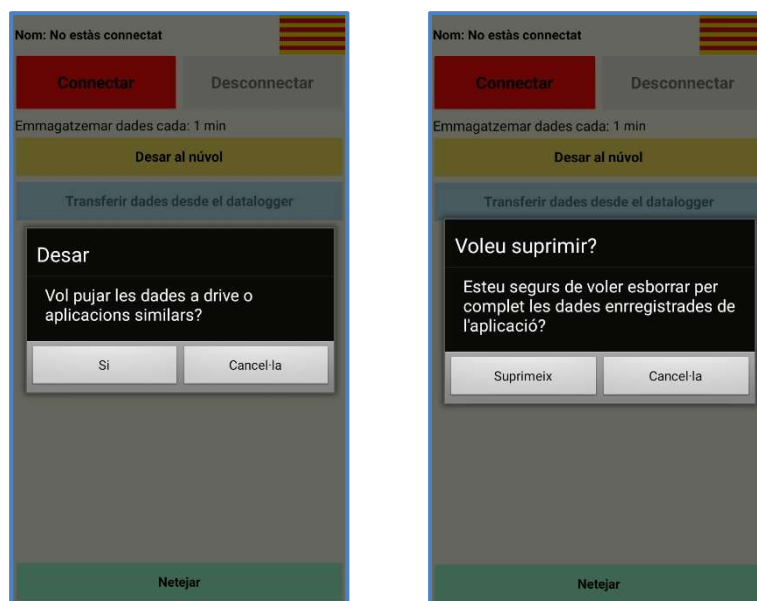 Nom: No estàs connectat
Connectar
Desconnectar
Emmagatzemar dades cada: 1 min
Desar al núvol
Transferir dades desde el datalogger
Desar
Vol pujar les dades a drive o
aplicacions similars?
Si
Cancel·la
Netejar
Nom: No estàs connectat
Connectar
Desconnectar
Emmagatzemar dades cada: 1 min
Desar al núvol
Transferir dades desde el datalogger
Voleu suprimir?
Esteu segurs de voler esborrar per
complet les dades enrregistrades de
l'aplicació?
Suprimeix
Cancel·la
Netejar